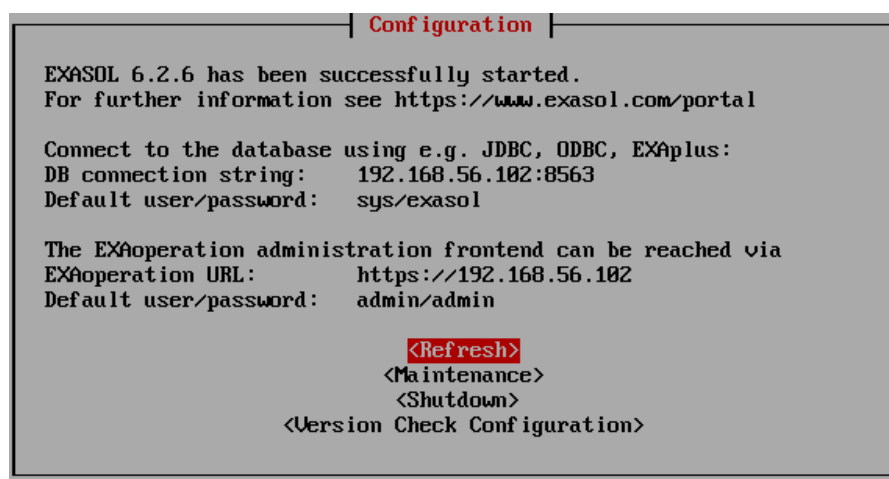 Configuration
EXASOL 6.2.6 has been successfully started.
For further information see https://www.exasol.com/portal
Connect to the database using e.g. JDBC, ODBC, EXAplus:
DB connection string: 192.168.56.102:8563
Default user/password: sys/exasol
The EXAoperation administration frontend can be reached via
EXAoperation URL: https://192.168.56.102
Default user/password: admin/admin
<Refresh>
<Maintenance>
<Shutdown>
<Version Check Configuration>